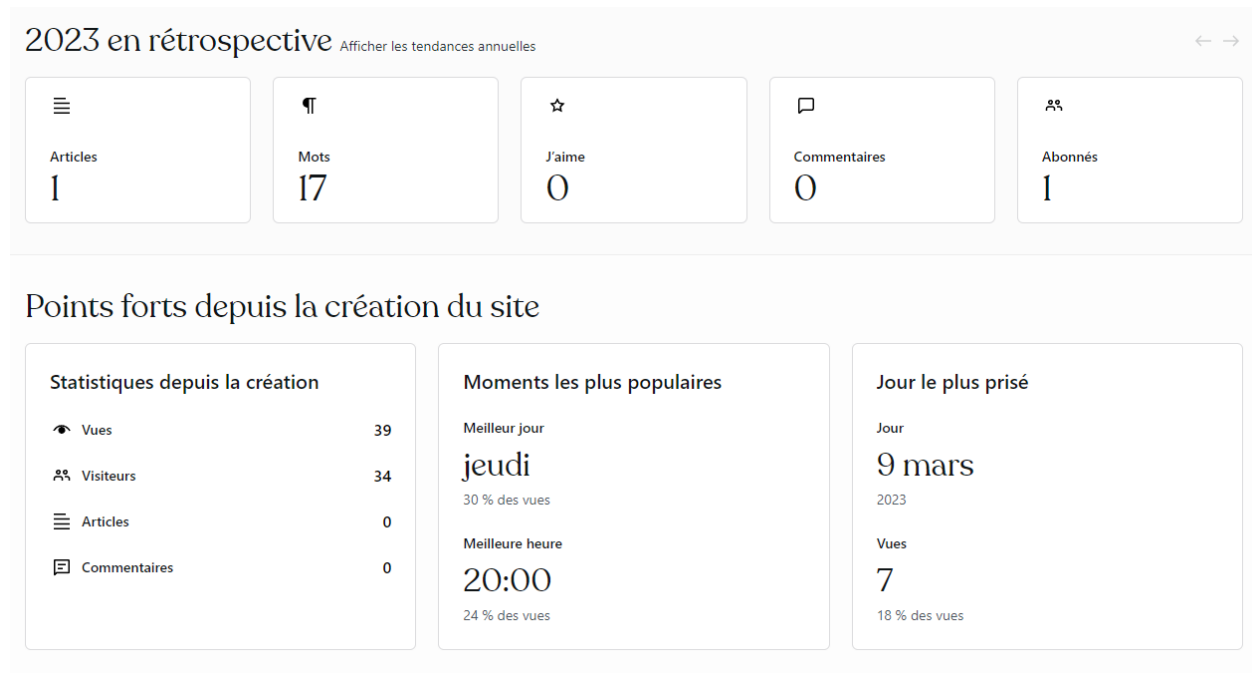 2023 en rétrospective Afficher les tendances annuelles
Articles
1
Mots
17
J'aime
0
Commentaires
0
Abonnés
1
Points forts depuis la création du site
Statistiques depuis la création
Vues 39
Visiteurs 34
Articles 0
Commentaires 0
Moments les plus populaires
Meilleur jour
jeudi
30 % des vues
Meilleure heure
20:00
24 % des vues
Jour le plus prisé
Jour
9 mars
2023
Vues
7
18 % des vues